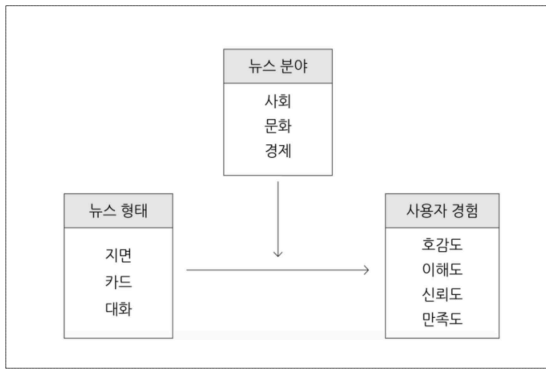 뉴스 분야
사회
문화
경제
뉴스 형태
지면
카드
대화
사용자 경험
호감도
이해도
신뢰도
만족도